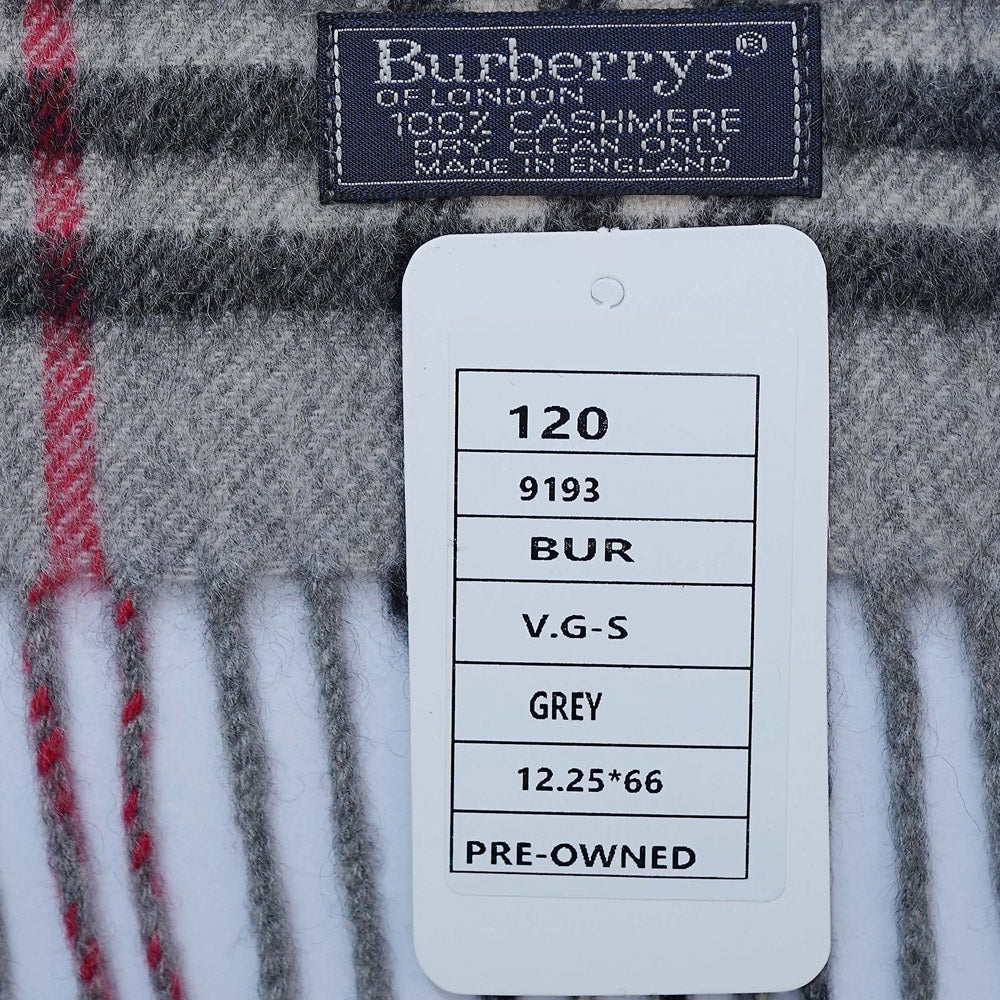 Burberrys®
OF LONDON
100% CASHMERE
DRY CLEAN ONLY
MADE IN ENGLAND
120
9193
BUR
V.G-S
GREY
12.25*66
PRE-OWNED